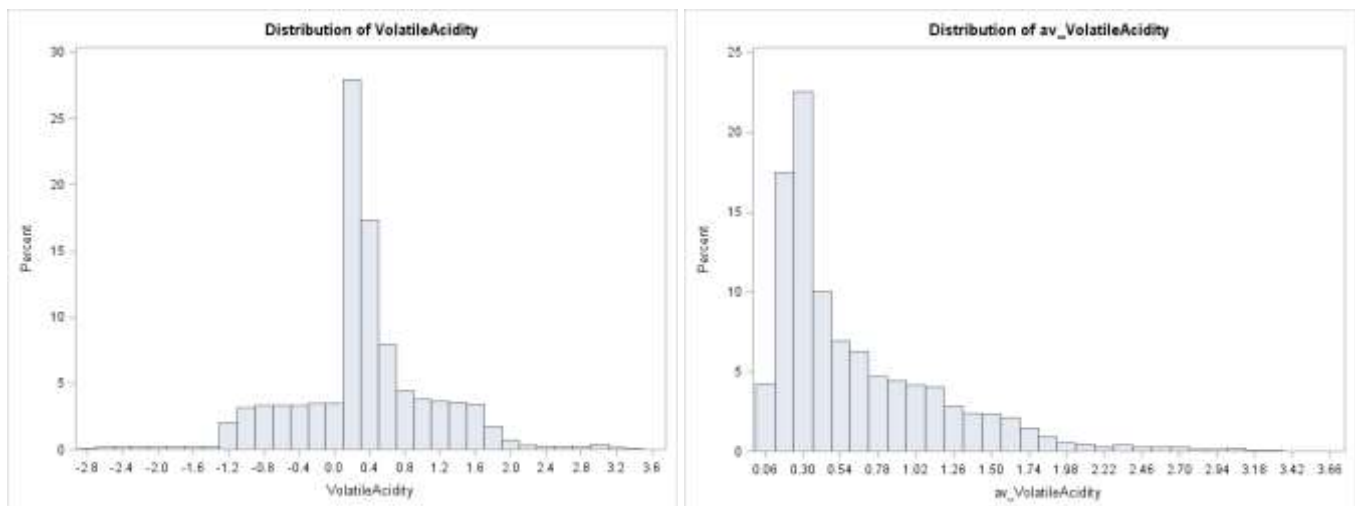 Distribution of VolatileAcidity
30
25
20
15
10
5
0
Percent
-2.8 -2.4 -2.0 -1.6 -1.2 -0.8 -0.4 0.0 0.4 0.8 1.2 1.6 2.0 2.4 2.8 3.2 3.6
VolatileAcidity
Distribution of av_VolatileAcidity
25
20
15
10
5
0
Percent
0.06 0.30 0.54 0.78 1.02 1.26 1.50 1.74 1.98 2.22 2.46 2.70 2.94 3.18 3.42 3.66
av_VolatileAcidity